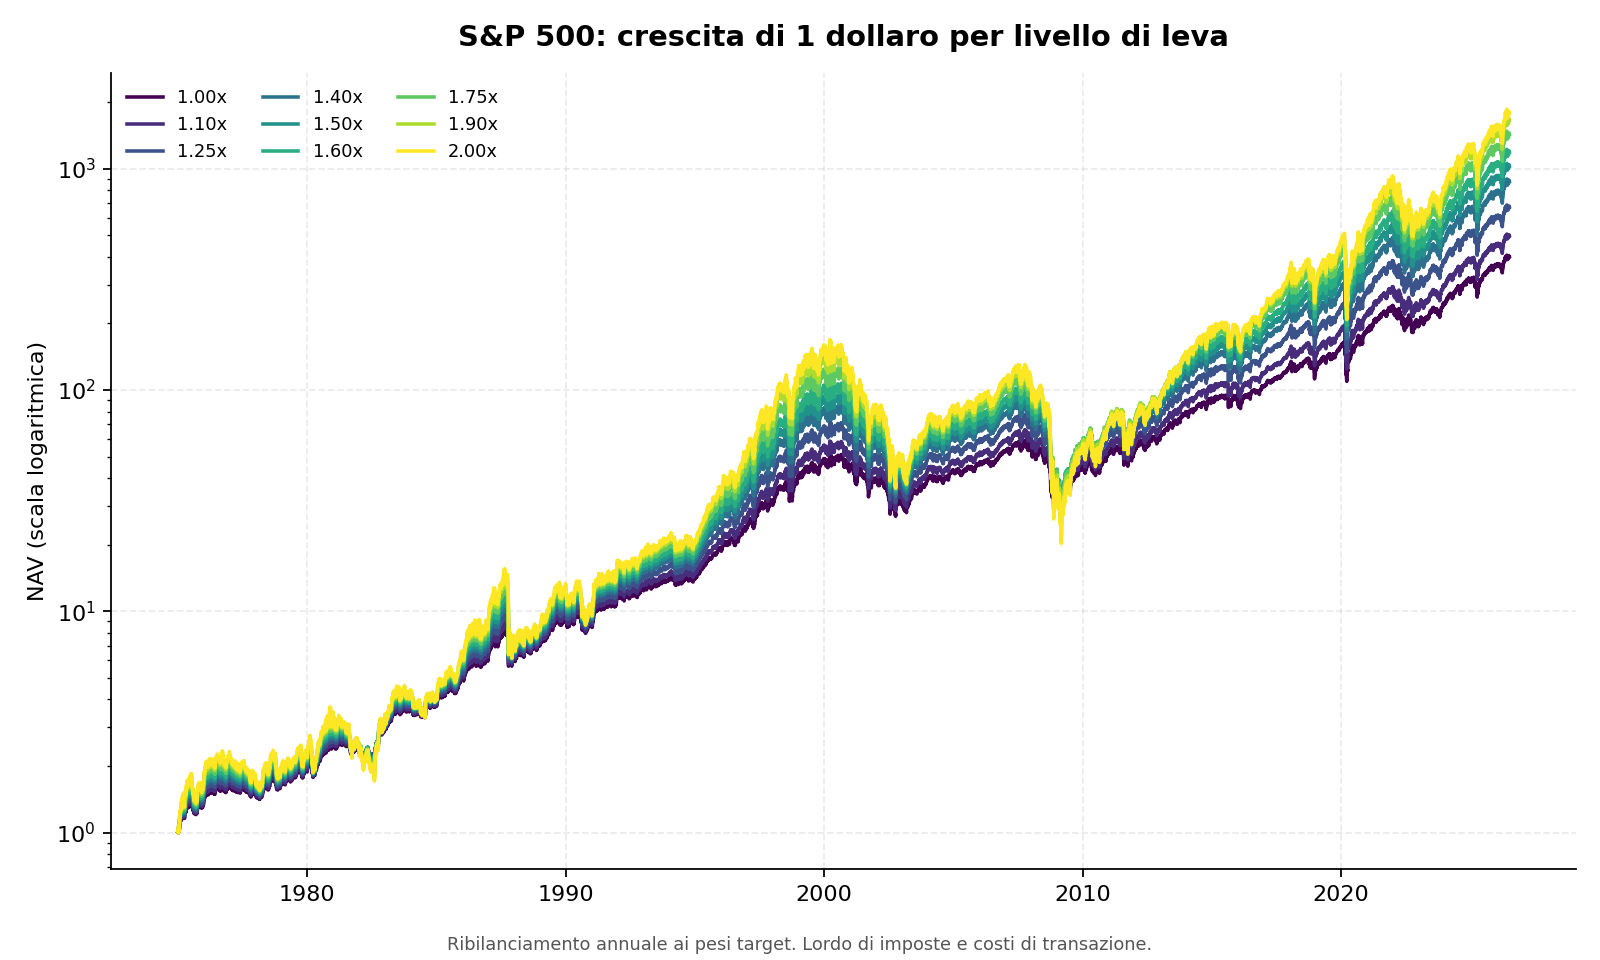 S&P 500: crescita di 1 dollaro per livello di leva
1.00x 1.40x 1.75x
1.10x 1.50x 1.90x
1.25x 1.60x 2.00x
NAV (scala logaritmica)
10³
10²
10¹
10⁰
1980 1990 2000 2010 2020
Ribilanciamento annuale ai pesi target. Lordo di imposte e costi di transazione.